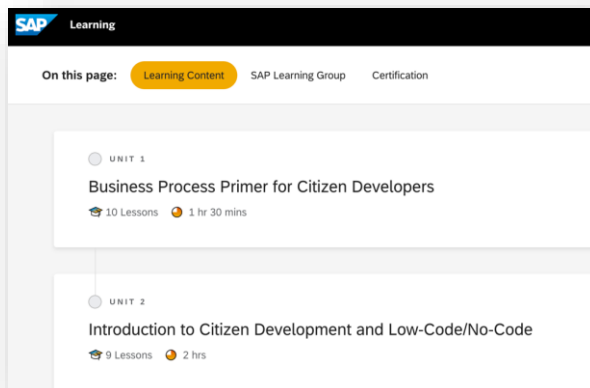 SAP Learning
On this page: Learning Content SAP Learning Group Certification
UNIT 1
Business Process Primer for Citizen Developers
10 Lessons 1 hr 30 mins
UNIT 2
Introduction to Citizen Development and Low-Code/No-Code
9 Lessons 2 hrs